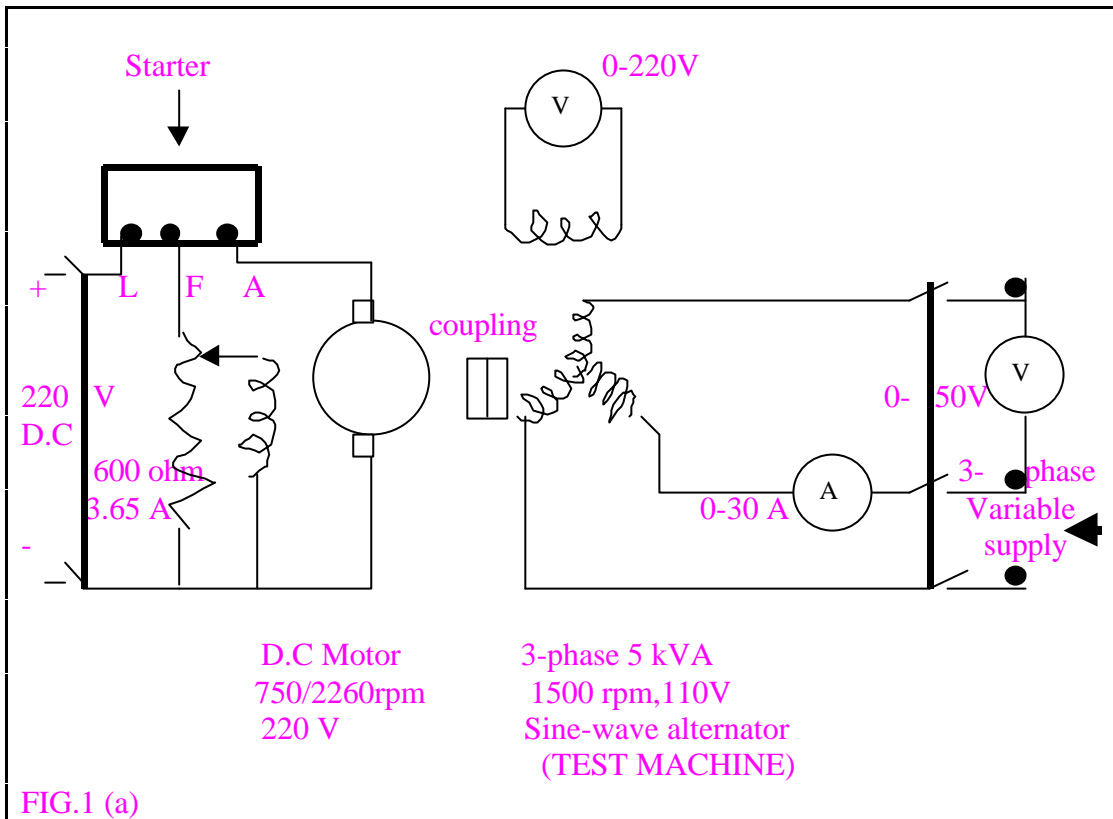 Starter
0-220V
V
+ L F A
coupling
220 V
D.C
600 ohm
3.65 A
-
V
0- 50V
A
0-30 A
3- phase
Variable
supply
D.C Motor
750/2260rpm
220 V
3-phase 5 kVA
1500 rpm,110V
Sine-wave alternator
(TEST MACHINE)
FIG.1 (a)